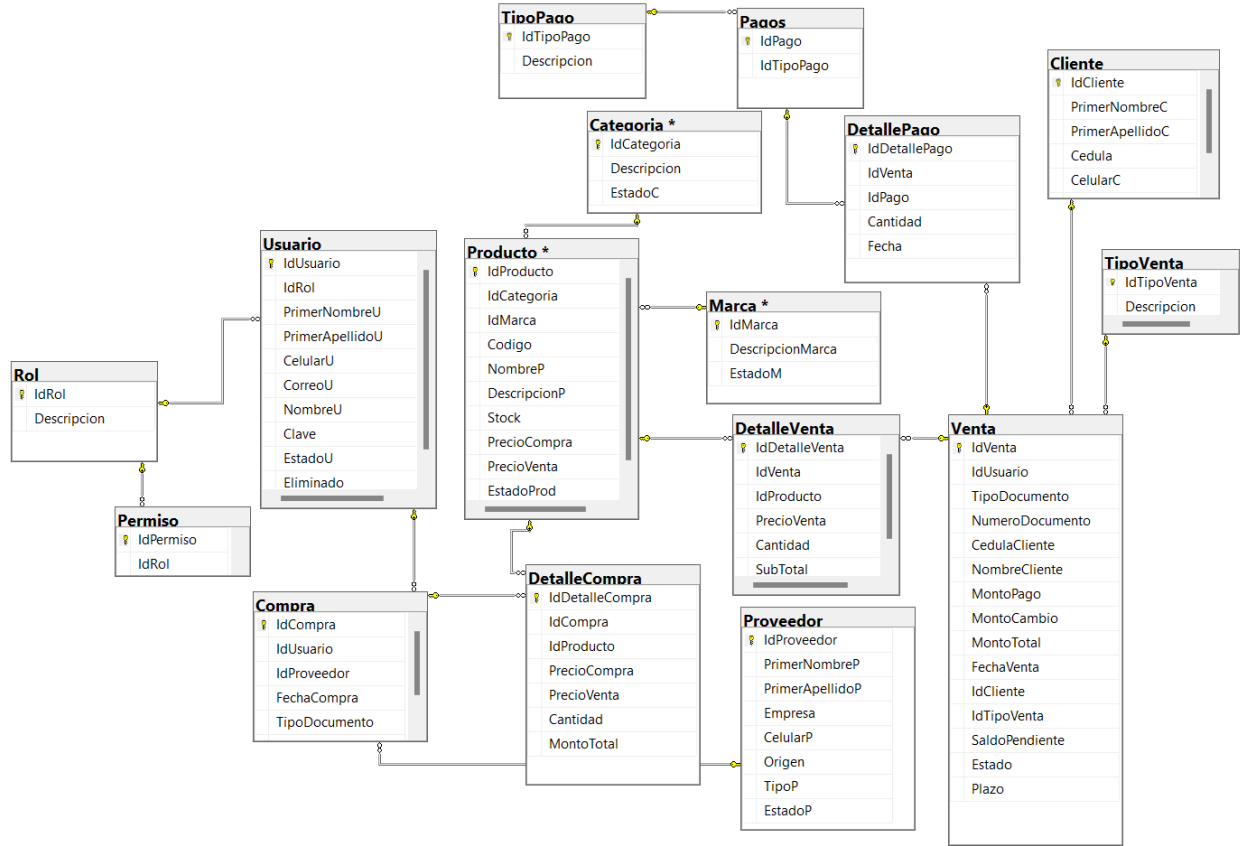 TipoPago
IdTipoPago
Descripcion
Pagos
IdPago
IdTipoPago
Cliente
IdCliente
PrimerNombreC
PrimerApellidoC
Cedula
CelularC
Categoria *
IdCategoria
Descripcion
EstadoC
DetallePago
IdDetallePago
IdVenta
IdPago
Cantidad
Fecha
Usuario
IdUsuario
IdRol
PrimerNombreU
PrimerApellidoU
CelularU
CorreoU
NombreU
Clave
EstadoU
Eliminado
Producto *
IdProducto
IdCategoria
IdMarca
Codigo
NombreP
DescripcionP
Stock
PrecioCompra
PrecioVenta
EstadoProd
Marca *
IdMarca
DescripcionMarca
EstadoM
TipoVenta
IdTipoVenta
Descripcion
Rol
IdRol
Descripcion
Permiso
IdPermiso
IdRol
DetalleVenta
IdDetalleVenta
IdVenta
IdProducto
PrecioVenta
Cantidad
SubTotal
Venta
IdVenta
IdUsuario
TipoDocumento
NumeroDocumento
CedulaCliente
NombreCliente
MontoPago
MontoCambio
MontoTotal
FechaVenta
IdCliente
IdTipoVenta
SaldoPendiente
Estado
Plazo
Compra
IdCompra
IdUsuario
IdProveedor
FechaCompra
TipoDocumento
DetalleCompra
IdDetalleCompra
IdCompra
IdProducto
PrecioCompra
PrecioVenta
Cantidad
MontoTotal
Proveedor
IdProveedor
PrimerNombreP
PrimerApellidoP
Empresa
CelularP
Origen
TipoP
EstadoP